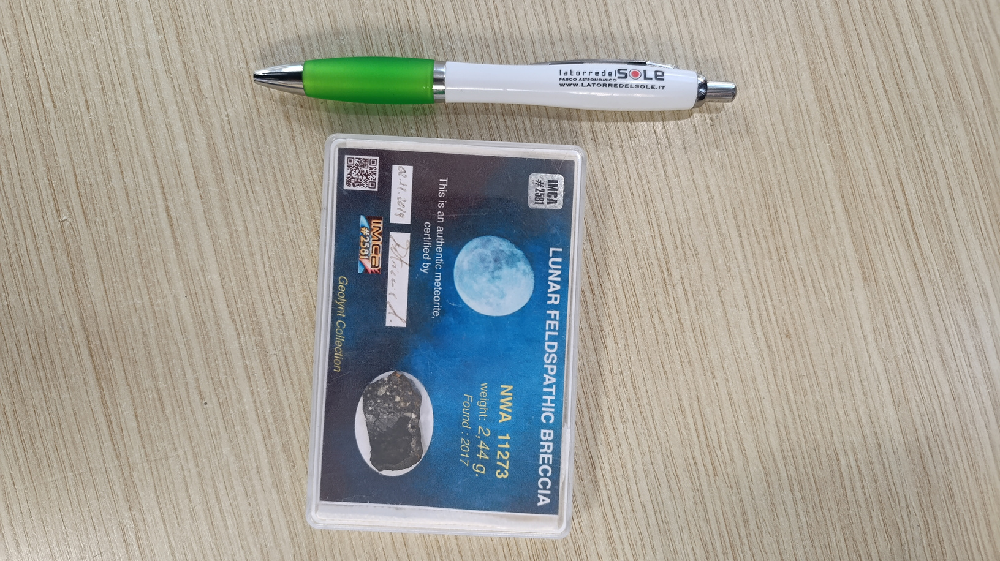 latorredelSOLE
PARCO ASTRONOMICO
WWW.LATORREDELSOLE.IT
IMCA
#2581
LUNAR FELDSPATHIC BRECCIA
NWA 11273
weight: 2,44 g.
Found : 2017
This is an authentic meteorite,
certified by
02.11.2019
IMCa
#2581
Geolynt Collection